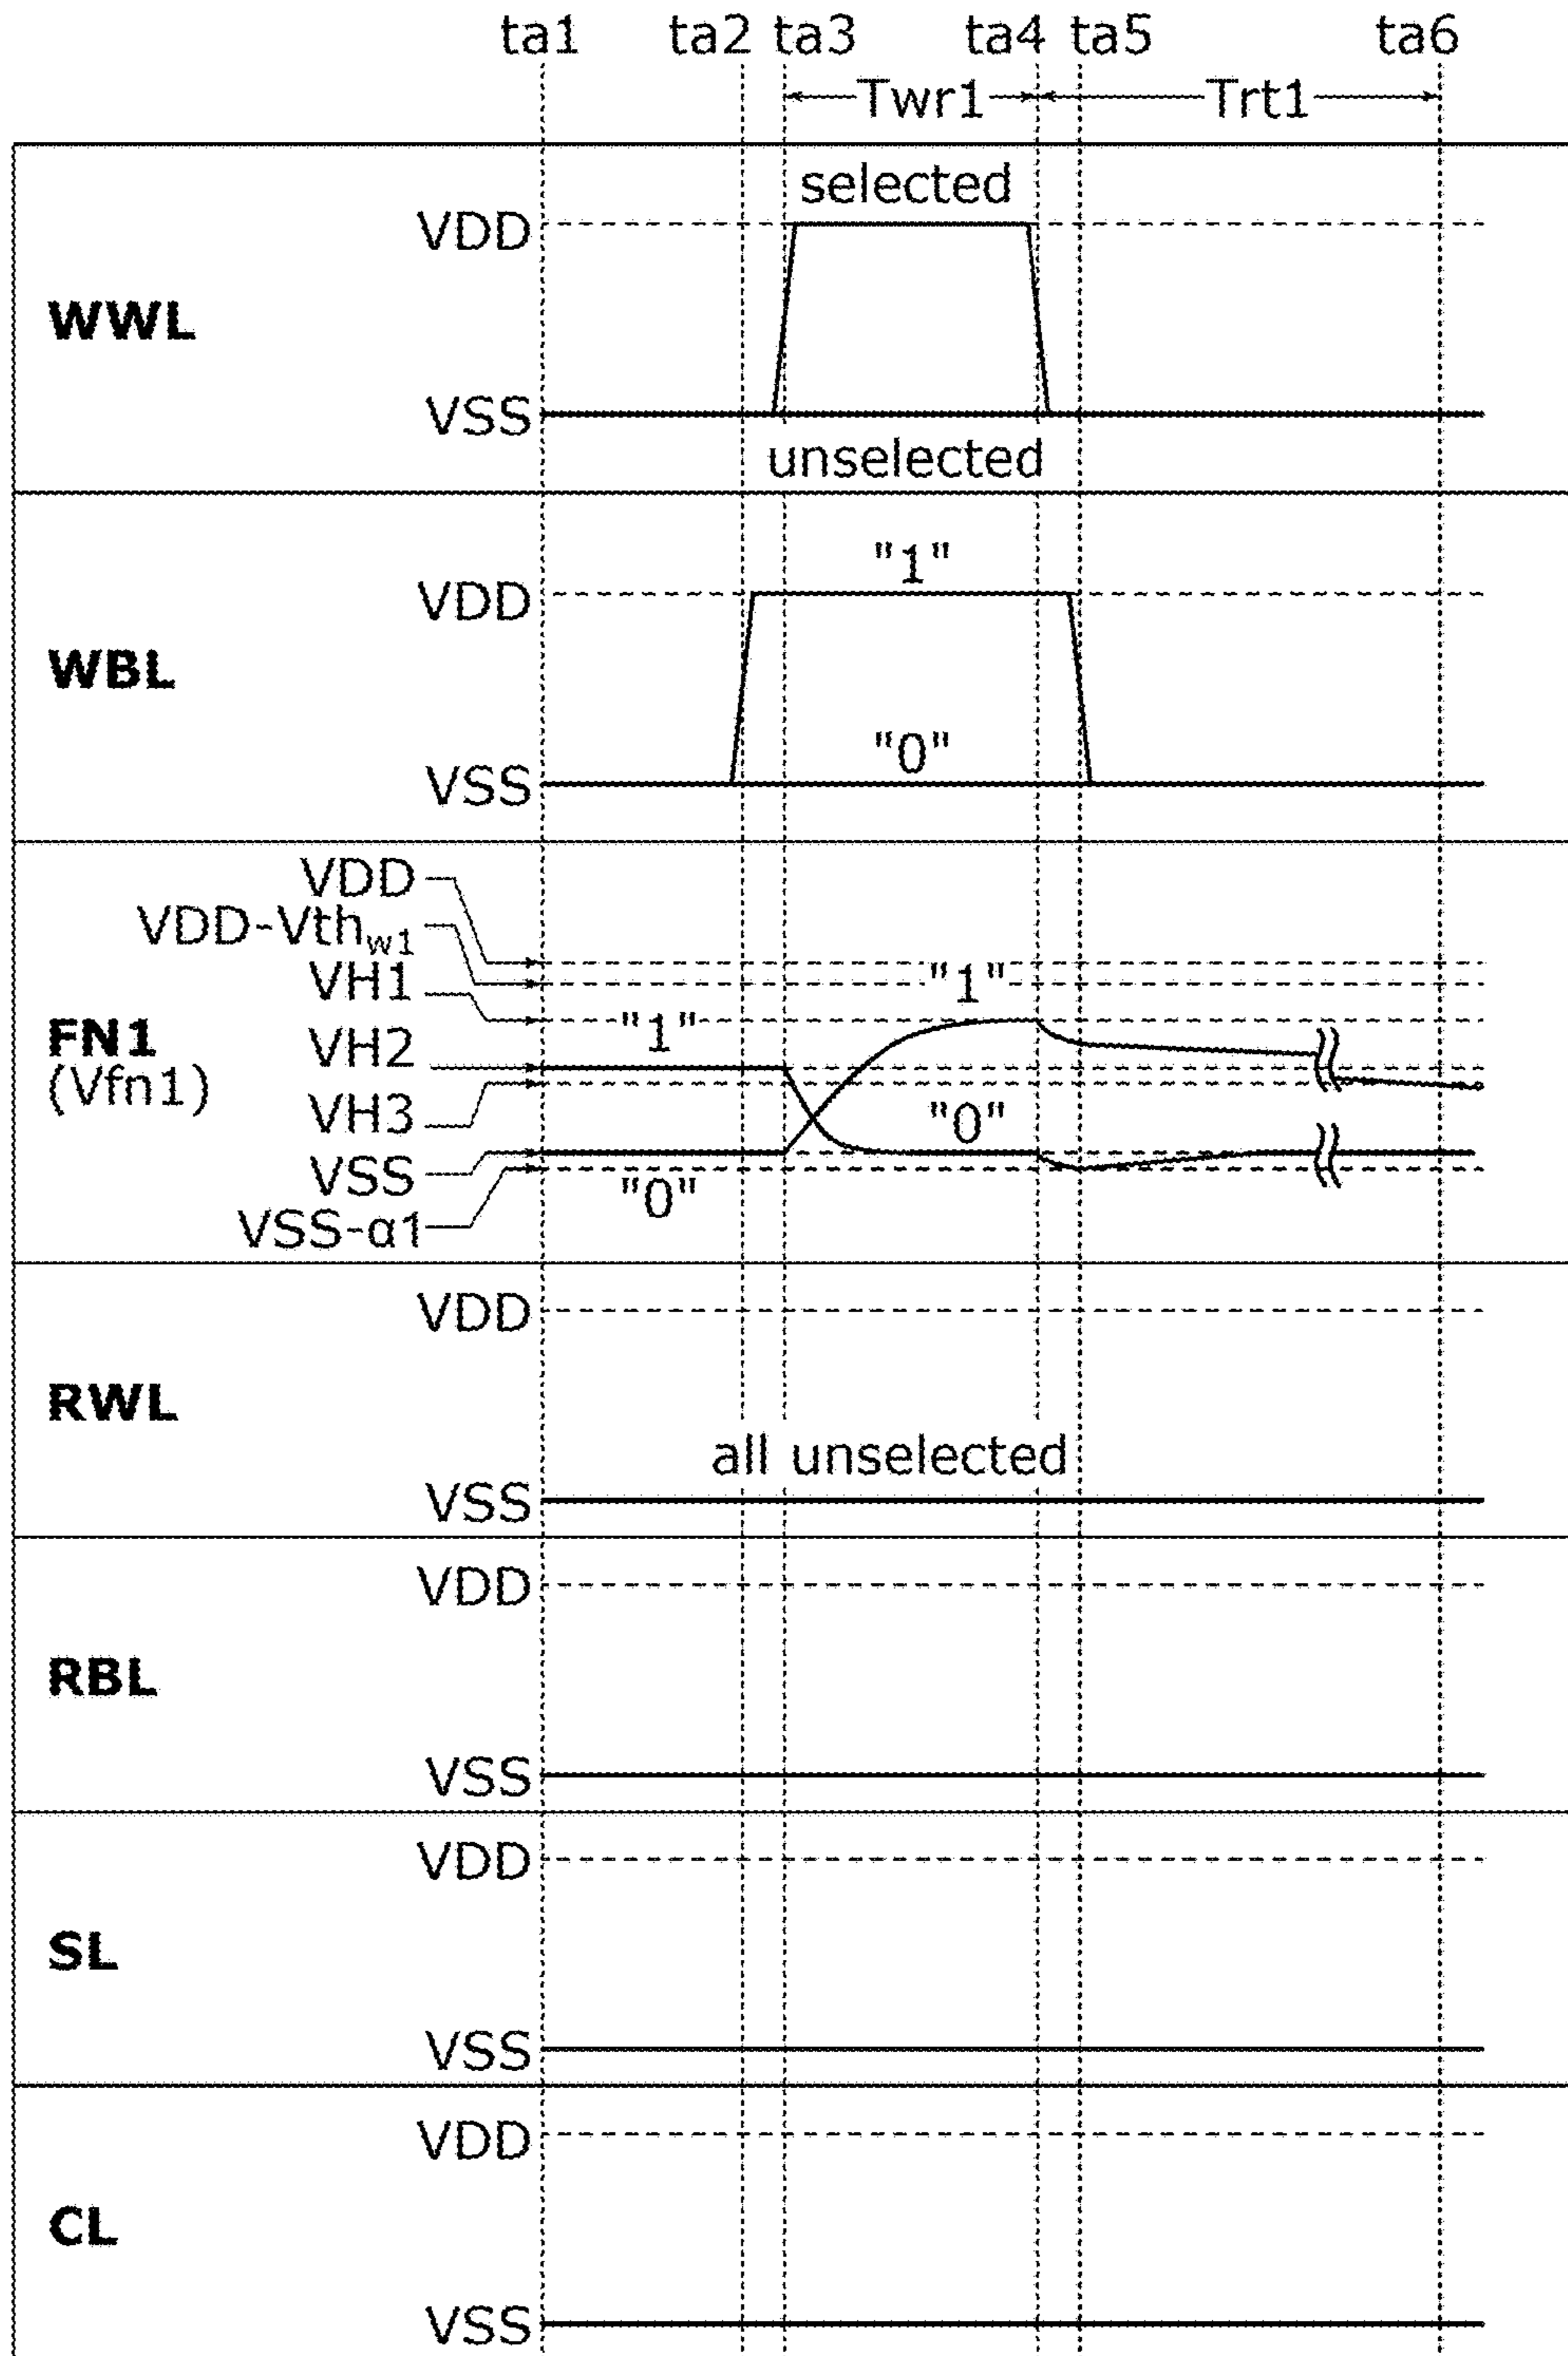 ta1 ta2 ta3 ta4 ta5 ta6
Twr1 Trt1
selected
VDD
WWL
VSS
unselected
"1"
VDD
WBL
"0"
VSS
VDD
VDD-Vthw1
VH1 "1"
FN1 "1"
VH2
(Vfn1)
VH3 "0"
VSS
"0"
VSS-α1
VDD
RWL
all unselected
VSS
VDD
RBL
VSS
VDD
SL
VSS
VDD
CL
VSS